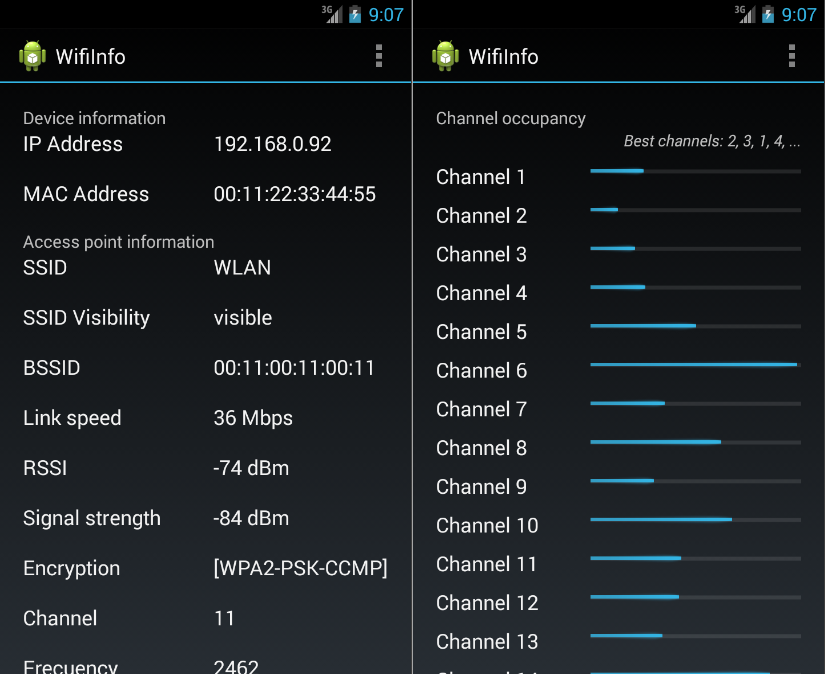 3G 9:07
WifiInfo
Device information
IP Address 192.168.0.92
MAC Address 00:11:22:33:44:55
Access point information
SSID WLAN
SSID Visibility visible
BSSID 00:11:00:11:00:11
Link speed 36 Mbps
RSSI -74 dBm
Signal strength -84 dBm
Encryption [WPA2-PSK-CCMP]
Channel 11
Frecuency 2462
3G 9:07
WifiInfo
Channel occupancy
Best channels: 2, 3, 1, 4, ...
Channel 1
Channel 2
Channel 3
Channel 4
Channel 5
Channel 6
Channel 7
Channel 8
Channel 9
Channel 10
Channel 11
Channel 12
Channel 13
Channel 14